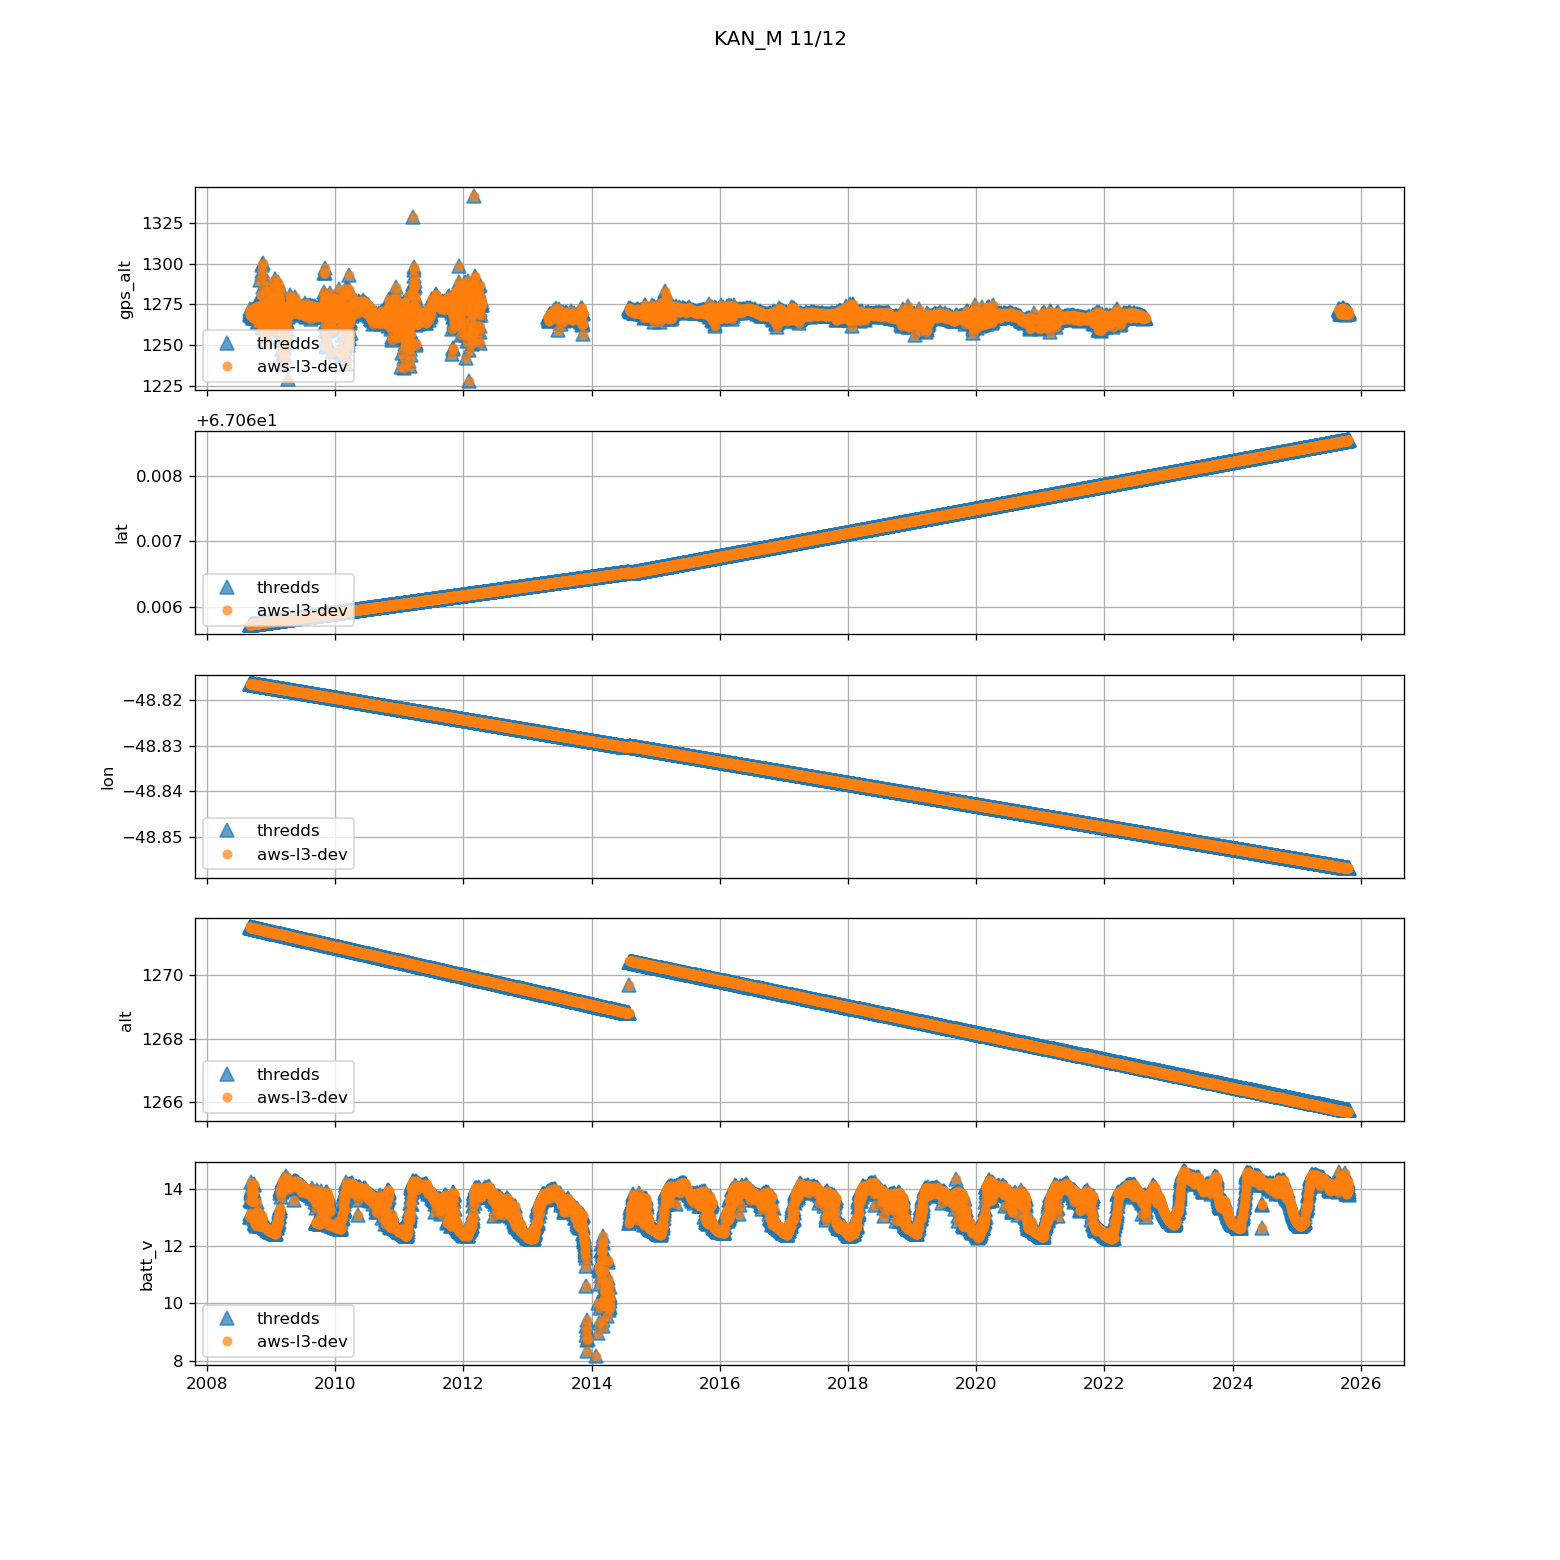 KAN_M 11/12
gps_alt
1325
1300
1275
1250
1225
thredds
aws-l3-dev
+6.706e1
lat
0.008
0.007
0.006
thredds
aws-l3-dev
lon
−48.82
−48.83
−48.84
−48.85
thredds
aws-l3-dev
alt
1270
1268
1266
thredds
aws-l3-dev
batt_v
14
12
10
8
thredds
aws-l3-dev
2008 2010 2012 2014 2016 2018 2020 2022 2024 2026